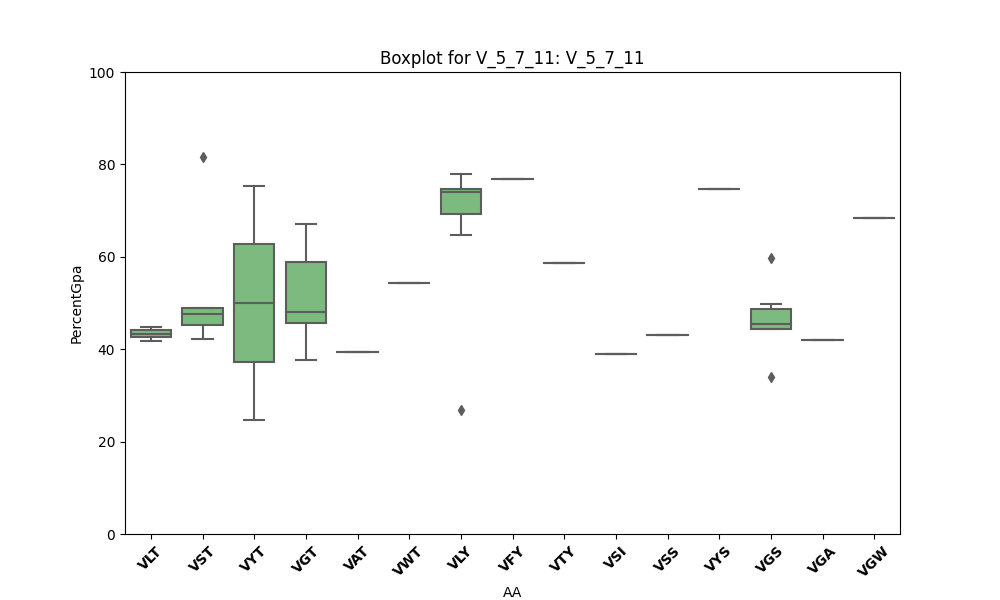 Boxplot for V_5_7_11: V_5_7_11
100
80
60
40
20
0
PercentGpa
VLT VST VYT VGT VAT VWT VLY VFY VTY VSI VSS VYS VGS VGA VGW
AA